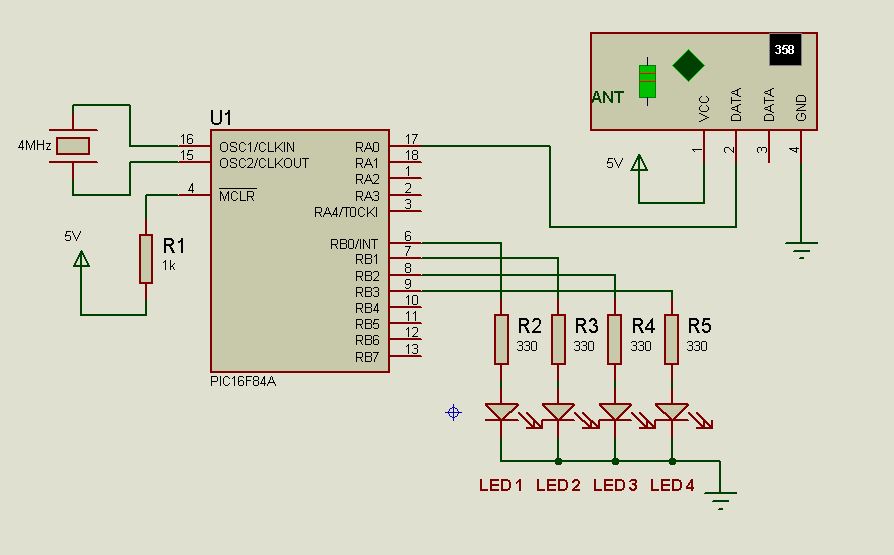 358
ANT
VCC
DATA
DATA
GND
1
2
3
4
5V
U1
4MHz
16
OSC1/CLKIN
15
OSC2/CLKOUT
4
MCLR
RA0
17
RA1
18
RA2
1
RA3
2
RA4/T0CKI
3
RB0/INT
6
RB1
7
RB2
8
RB3
9
RB4
10
RB5
11
RB6
12
RB7
13
PIC16F84A
5V
R1
1k
R2
330
R3
330
R4
330
R5
330
LED1 LED2 LED3 LED4